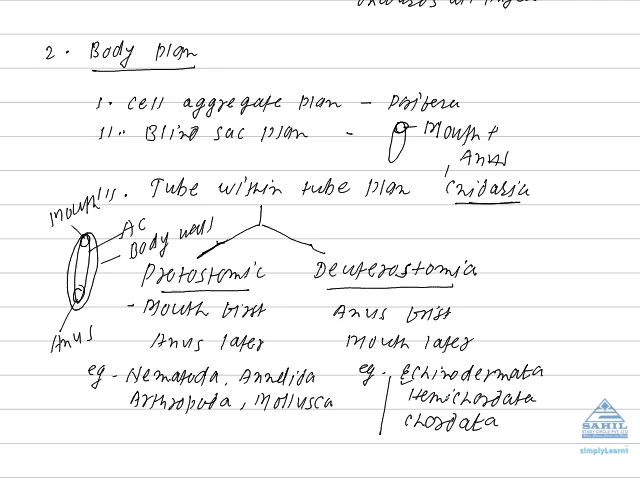 2. Body plan
i. cell aggregate plan - Porifera
ii. Blind sac plan - Mouth +
Anus
Cnidaria
iii. Tube within tube plan
Mouth
AC
Body wall
Anus
Protostomic
- Mouth first
Anus later
eg - Nematoda, Annelida
Arthropoda, Mollusca
Deuterostomia
Anus first
Mouth later
eg. Echinodermata
Hemichordata
chordata
SAHIL
simplyLearnt